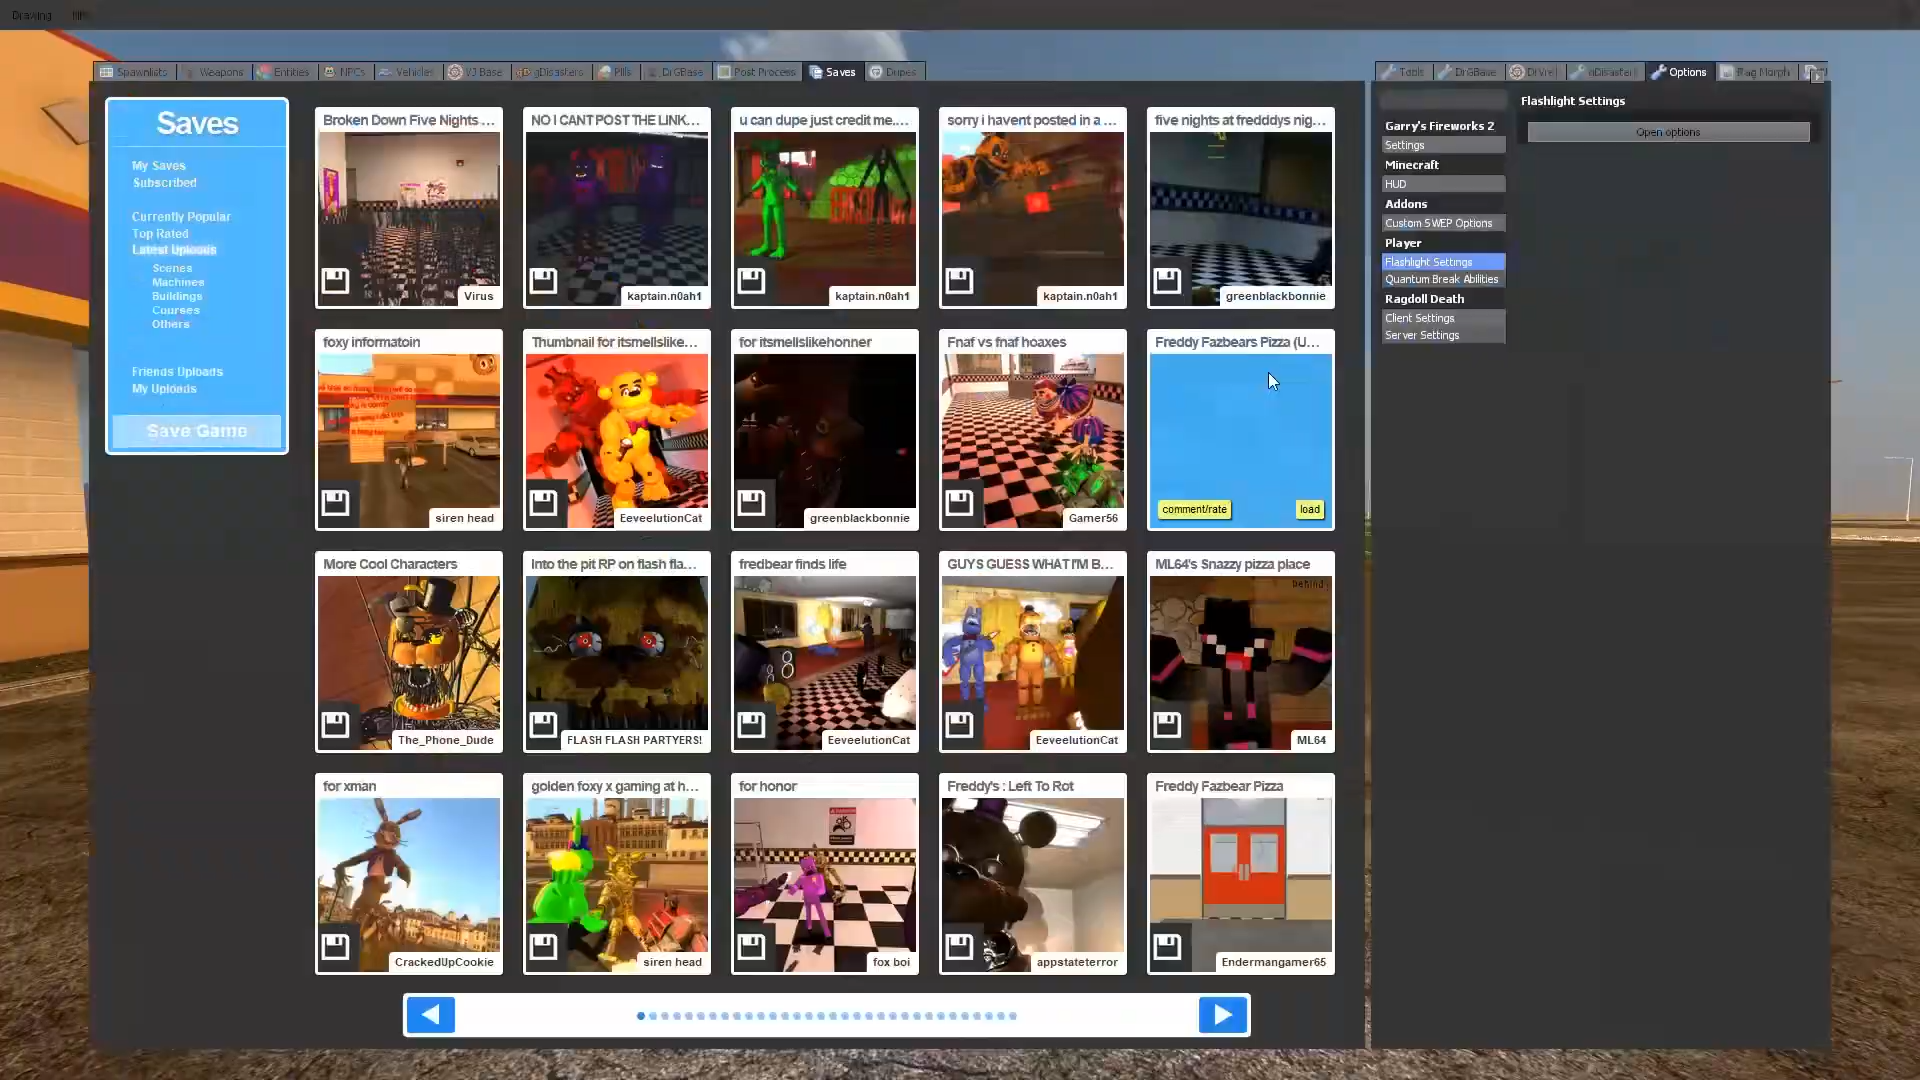 Drawing
Spawnlists
Weapons
Entities
NPCs
Vehicles
VJ Base
gDisasters
Pills
DrGBase
Post Process
Saves
Dupes
Tools
DrGBase
Options
Rag Morph
Saves
My Saves
Subscribed
Currently Popular
Top Rated
Latest Uploads
Scenes
Machines
Buildings
Courses
Others
Friends Uploads
My Uploads
Save Game
Broken Down Five Nights ...
Virus
NO I CANT POST THE LINK...
kaptain.n0ah1
u can dupe just credit me....
kaptain.n0ah1
sorry i havent posted in a ...
kaptain.n0ah1
five nights at fredddys nig...
greenblackbonnie
foxy informatoin
siren head
Thumbnail for itsmellslike...
EeveelutionCat
for itsmellslikehonner
greenblackbonnie
Fnaf vs fnaf hoaxes
Gamer56
Freddy Fazbears Pizza (U...
comment/rate
load
More Cool Characters
The_Phone_Dude
Into the pit RP on flash fla...
FLASH FLASH PARTYERS!
fredbear finds life
EeveelutionCat
GUYS GUESS WHAT I'M B...
EeveelutionCat
ML64's Snazzy pizza place
behind
ML64
for xman
CrackedUpCookie
golden foxy x gaming at h...
siren head
for honor
fox boi
Freddy's : Left To Rot
appstateterror
Freddy Fazbear Pizza
Endermangamer65
Garry's Fireworks 2
Settings
Minecraft
HUD
Addons
Custom SWEP Options
Player
Flashlight Settings
Quantum Break Abilities
Ragdoll Death
Client Settings
Server Settings
Flashlight Settings
Open options